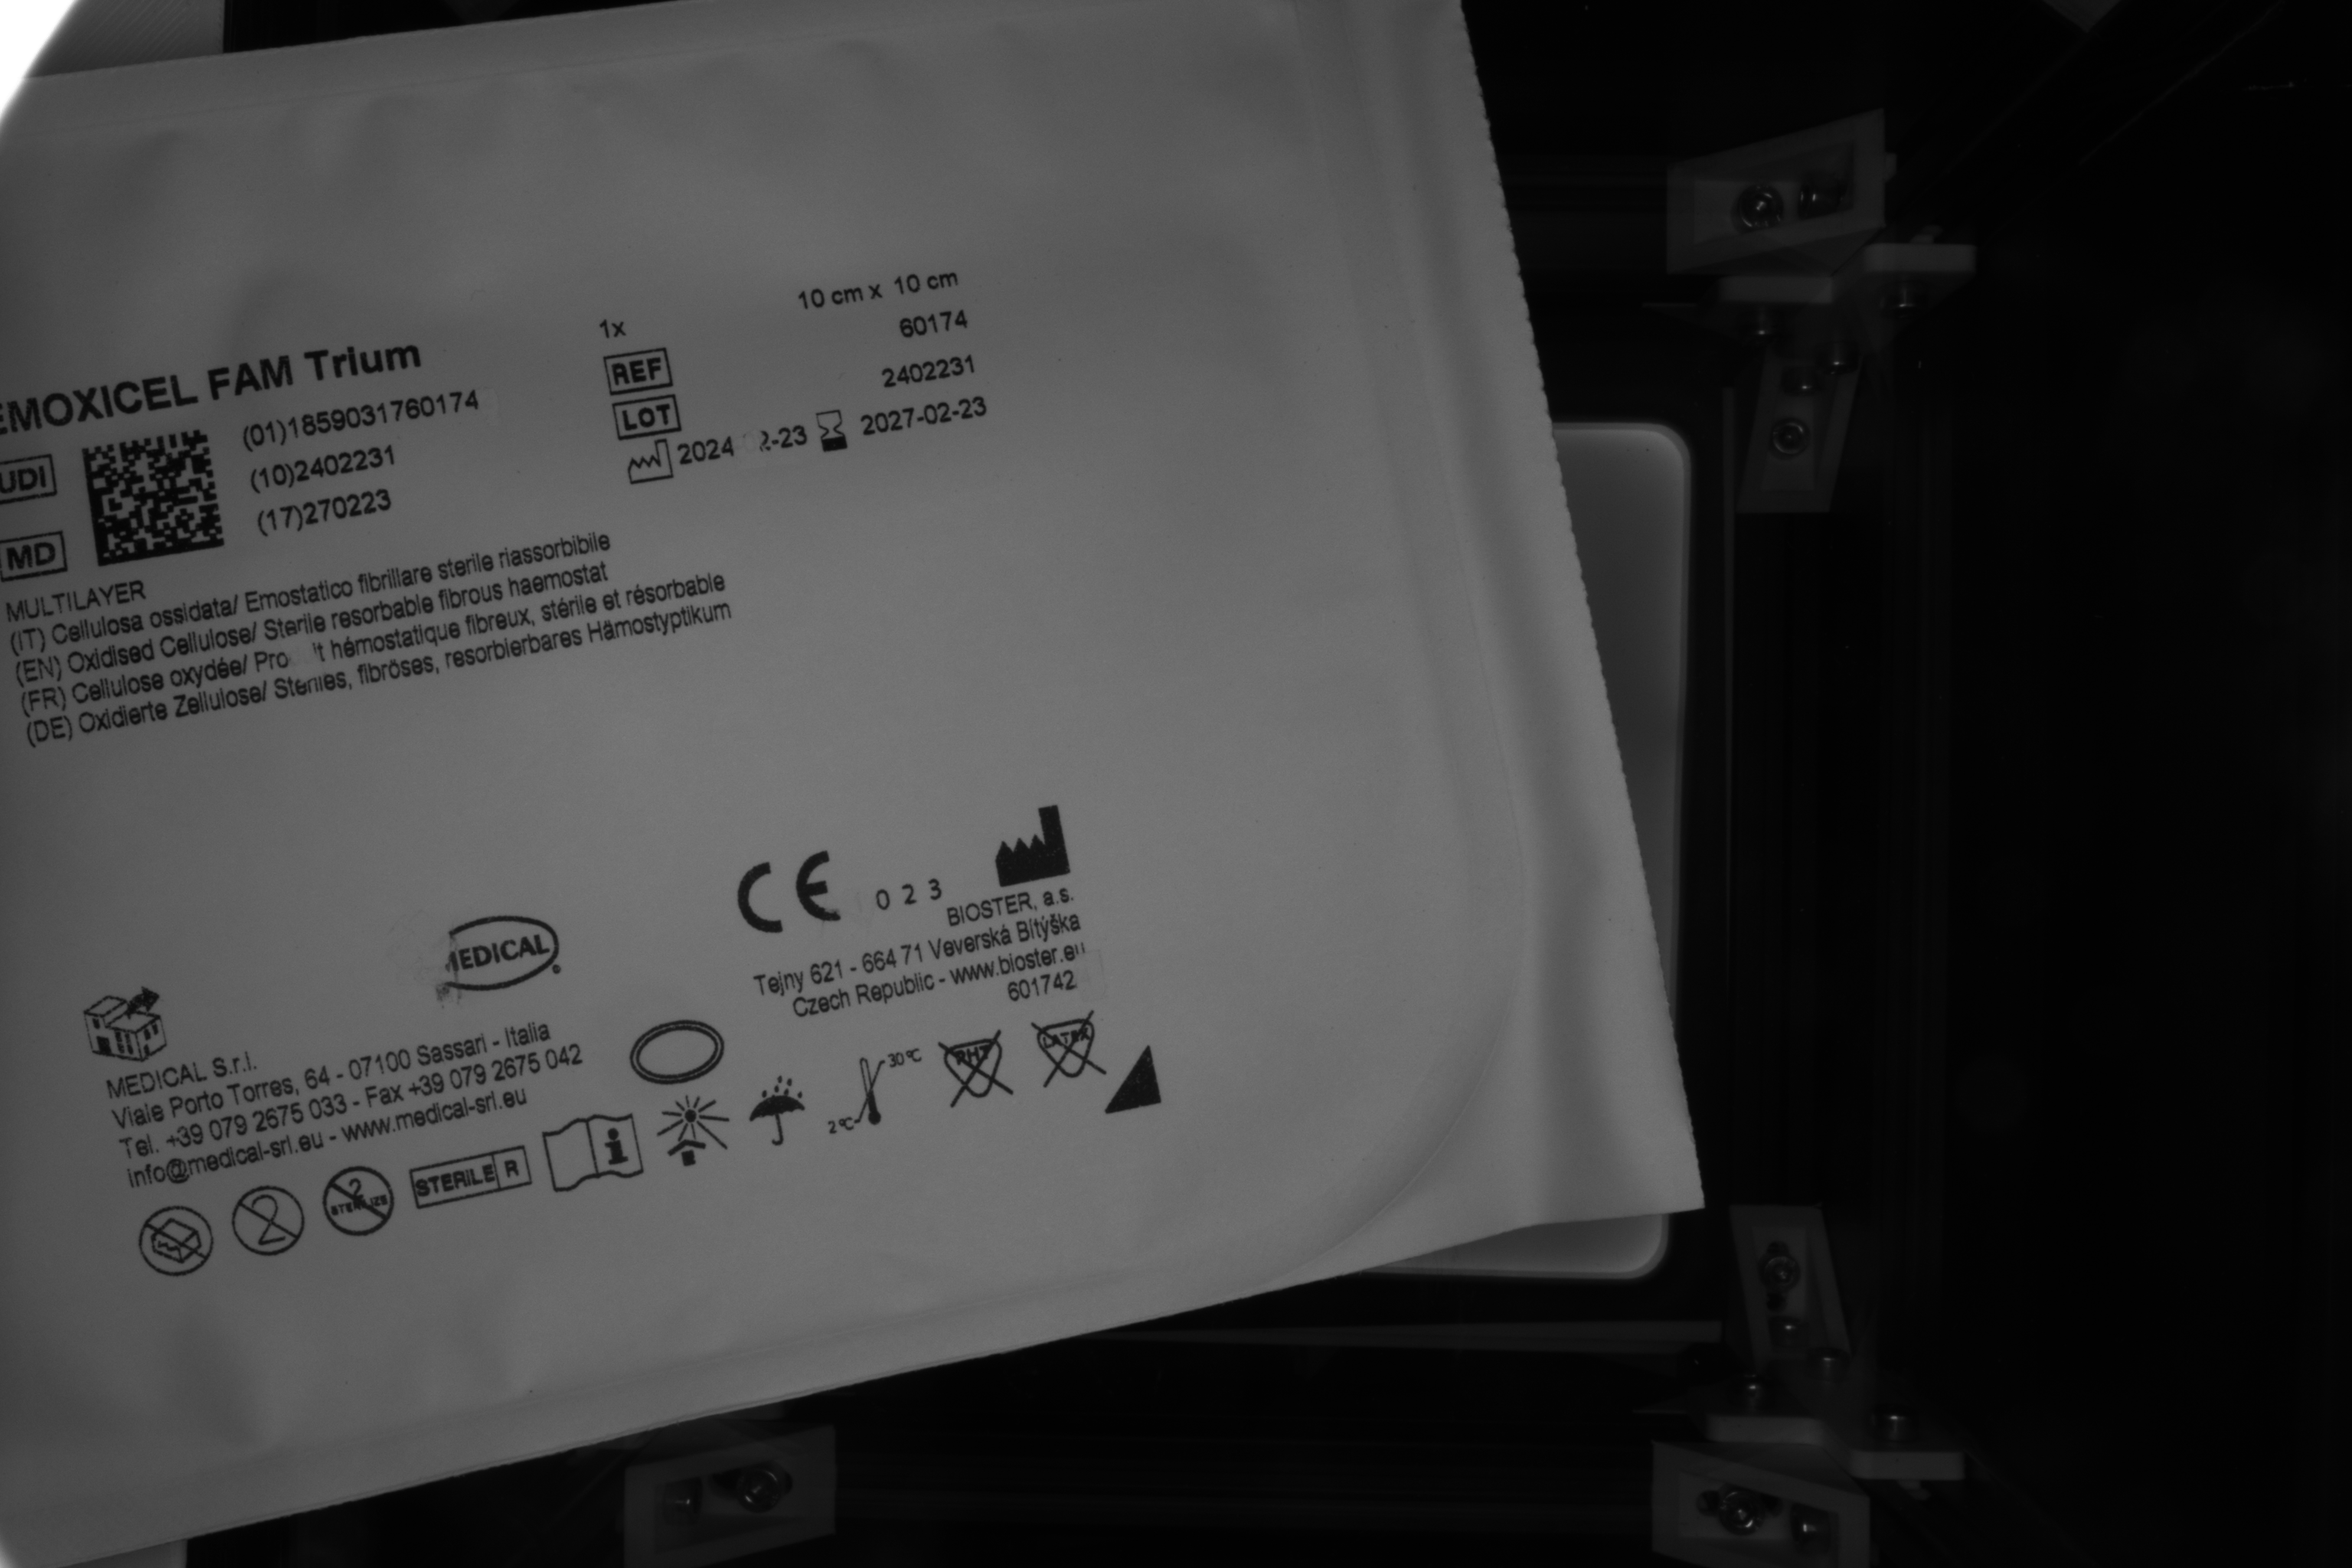 EMOXICEL FAM Trium
UDI
(01)1859031760174
(10)2402231
(17)270223
MD
1x
10 cm x 10 cm
REF
60174
LOT
2402231
2024 2-23
2027-02-23
MULTILAYER
(IT) Cellulosa ossidata/ Emostatico fibrillare sterile riassorbibile
(EN) Oxidised Cellulose/ Sterile resorbable fibrous haemostat
(FR) Cellulose oxydée/ Pro t hémostatique fibreux, stérile et résorbable
(DE) Oxidierte Zellulose/ Steriles, fibröses, resorbierbares Hämostyptikum
MEDICAL
CE 023
BIOSTER, a.s.
Tejny 621 - 664 71 Veverská Bítýška
Czech Republic - www.bioster.eu
601742
MEDICAL S.r.l.
Viale Porto Torres, 64 - 07100 Sassari - Italia
Tel. +39 079 2675 033 - Fax +39 079 2675 042
info@medical-srl.eu - www.medical-srl.eu
2
2 STERILIZE
STERILE R
i
2 °C
30 °C
PHT
LATEX